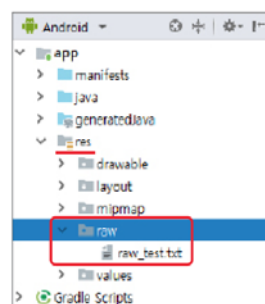 Android
app
manifests
java
generatedJava
res
drawable
layout
mipmap
raw
raw_test.txt
values
Gradle Scripts